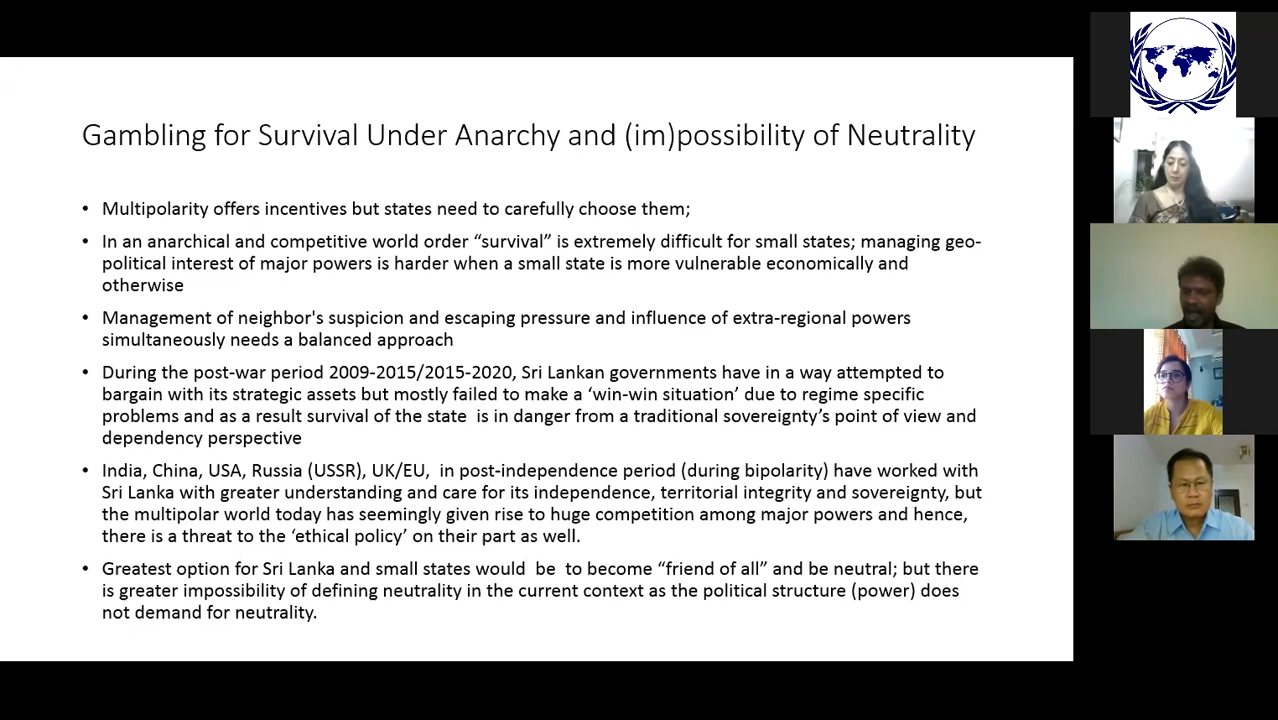 Gambling for Survival Under Anarchy and (im)possibility of Neutrality
• Multipolarity offers incentives but states need to carefully choose them;
• In an anarchical and competitive world order “survival” is extremely difficult for small states; managing geo-
political interest of major powers is harder when a small state is more vulnerable economically and
otherwise
• Management of neighbor's suspicion and escaping pressure and influence of extra-regional powers
simultaneously needs a balanced approach
• During the post-war period 2009-2015/2015-2020, Sri Lankan governments have in a way attempted to
bargain with its strategic assets but mostly failed to make a ‘win-win situation’ due to regime specific
problems and as a result survival of the state  is in danger from a traditional sovereignty’s point of view and
dependency perspective
• India, China, USA, Russia (USSR), UK/EU,  in post-independence period (during bipolarity) have worked with
Sri Lanka with greater understanding and care for its independence, territorial integrity and sovereignty, but
the multipolar world today has seemingly given rise to huge competition among major powers and hence,
there is a threat to the ‘ethical policy’ on their part as well.
• Greatest option for Sri Lanka and small states would  be  to become “friend of all” and be neutral; but there
is greater impossibility of defining neutrality in the current context as the political structure (power) does
not demand for neutrality.